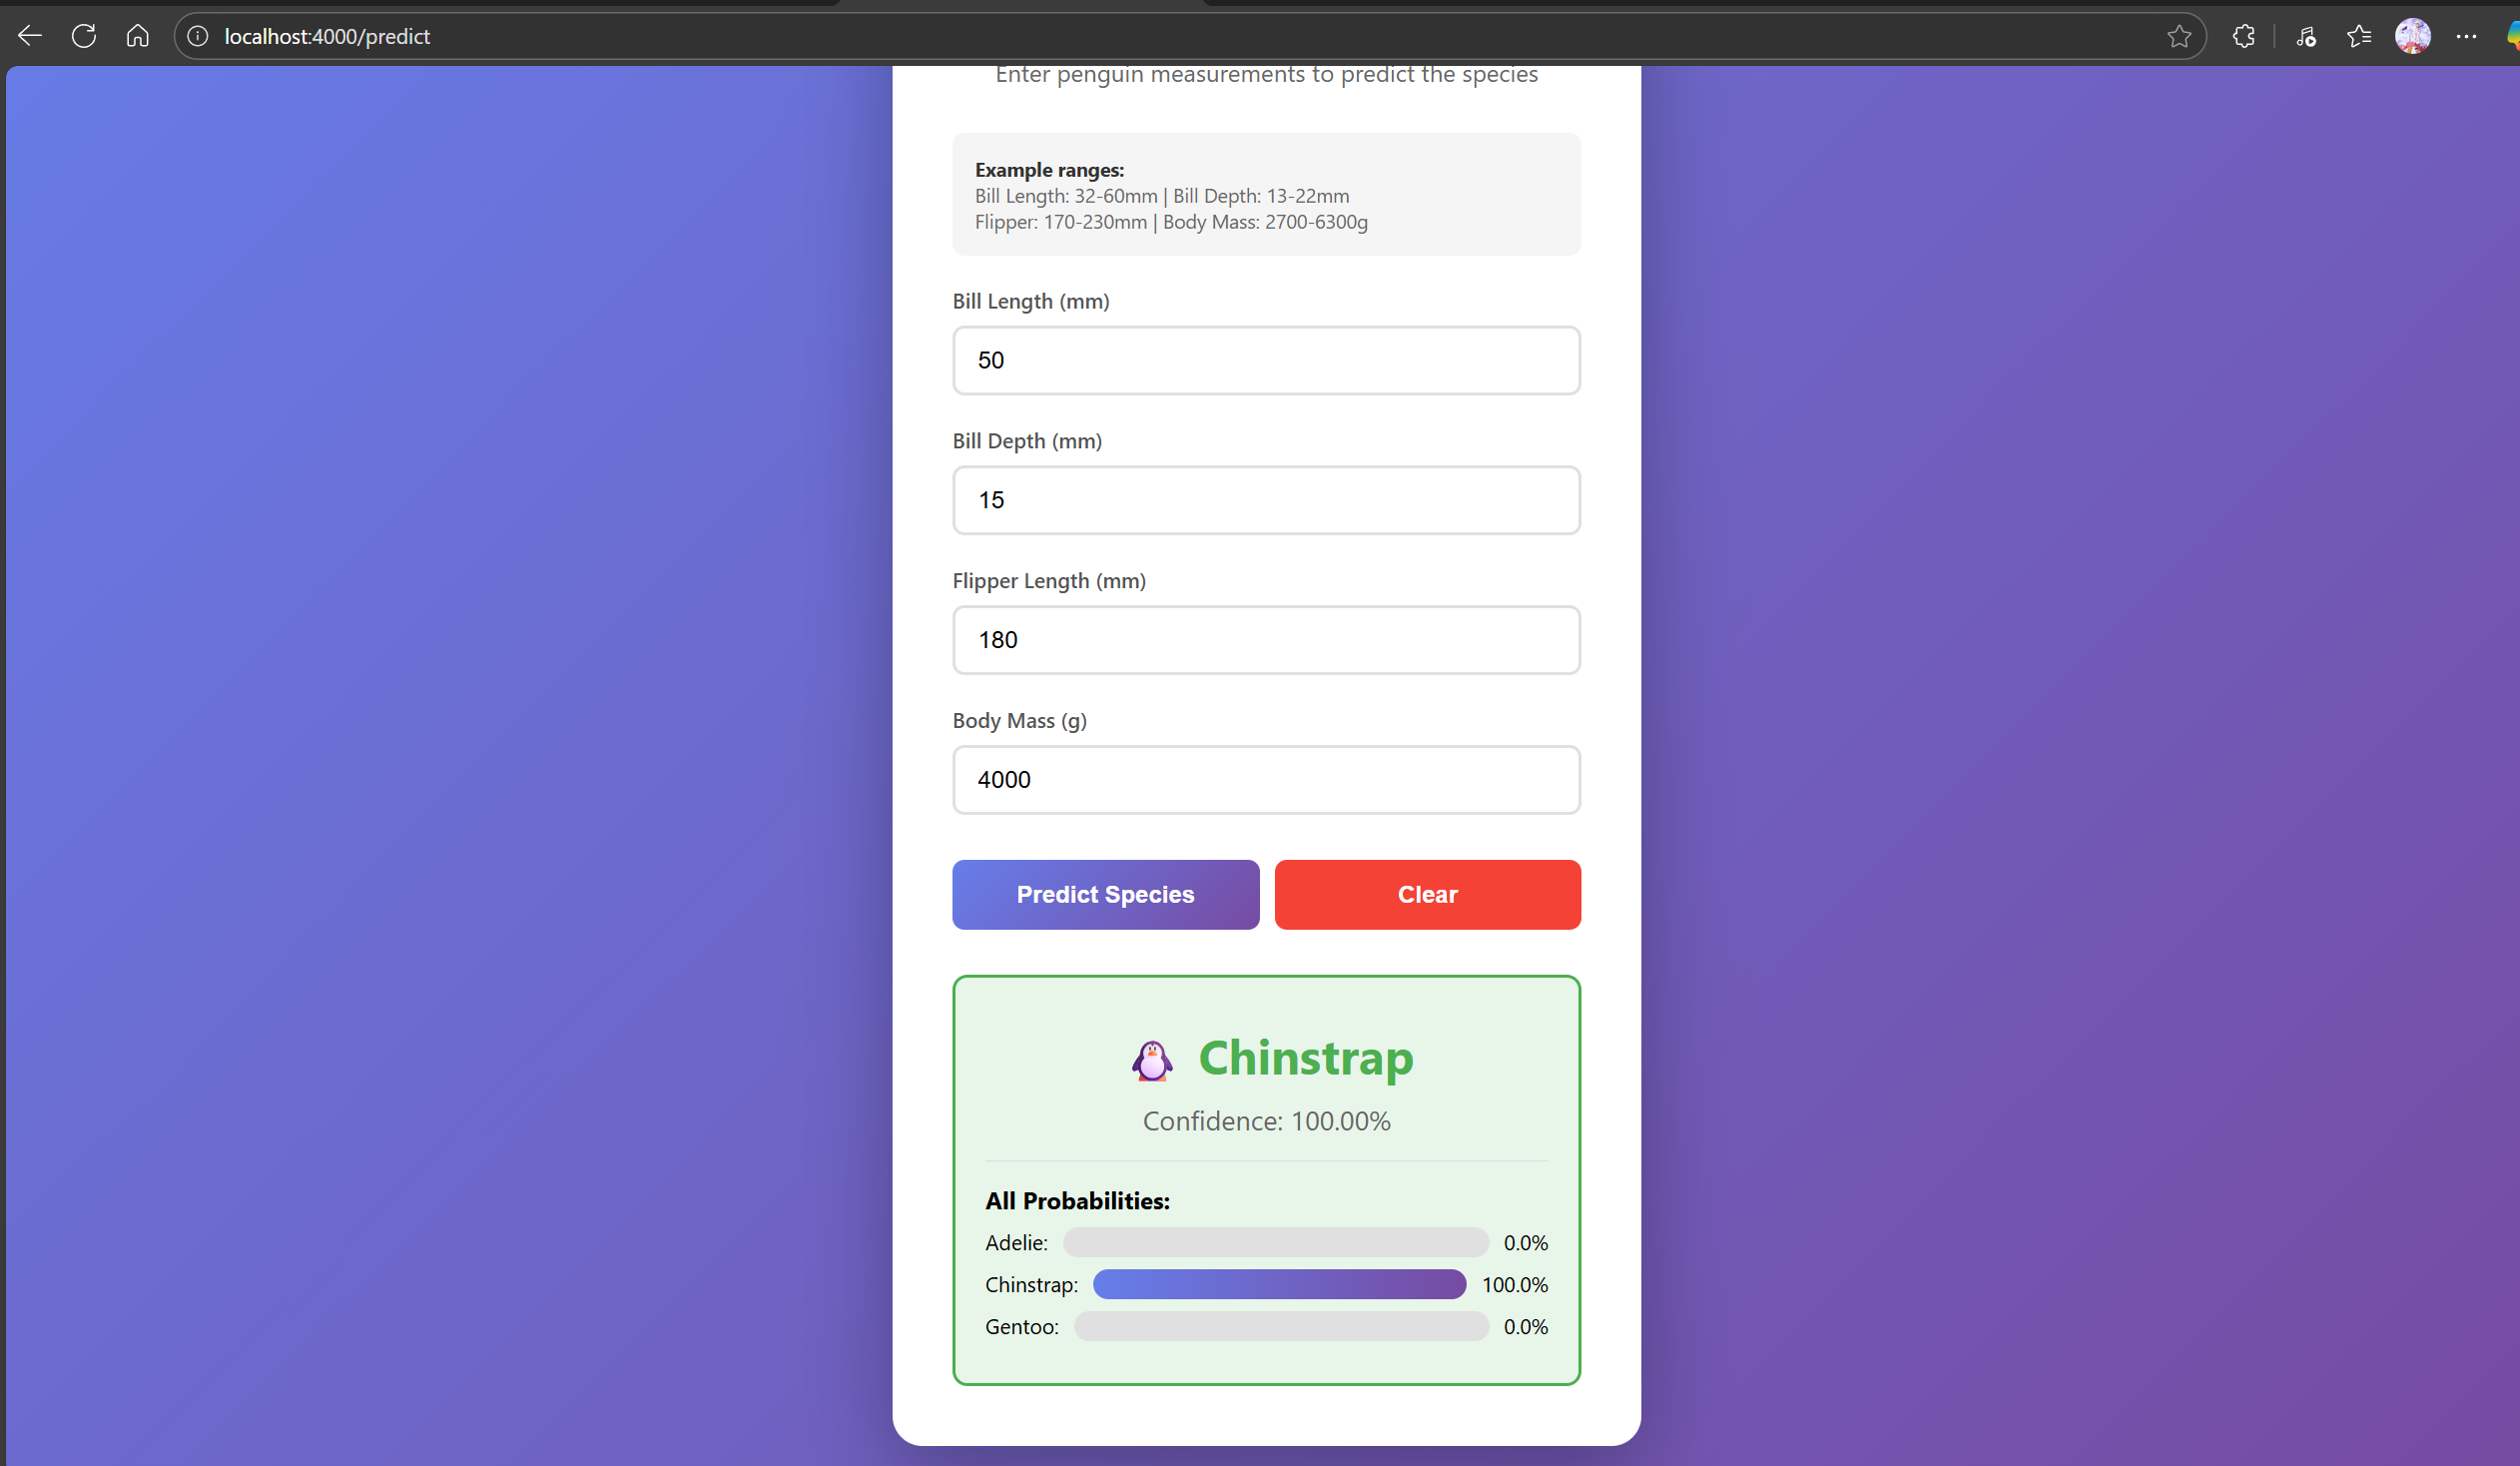 localhost:4000/predict
Enter penguin measurements to predict the species
Example ranges:
Bill Length: 32-60mm | Bill Depth: 13-22mm
Flipper: 170-230mm | Body Mass: 2700-6300g
Bill Length (mm)
50
Bill Depth (mm)
15
Flipper Length (mm)
180
Body Mass (g)
4000
Predict Species Clear
Chinstrap
Confidence: 100.00%
All Probabilities:
Adelie: 0.0%
Chinstrap: 100.0%
Gentoo: 0.0%